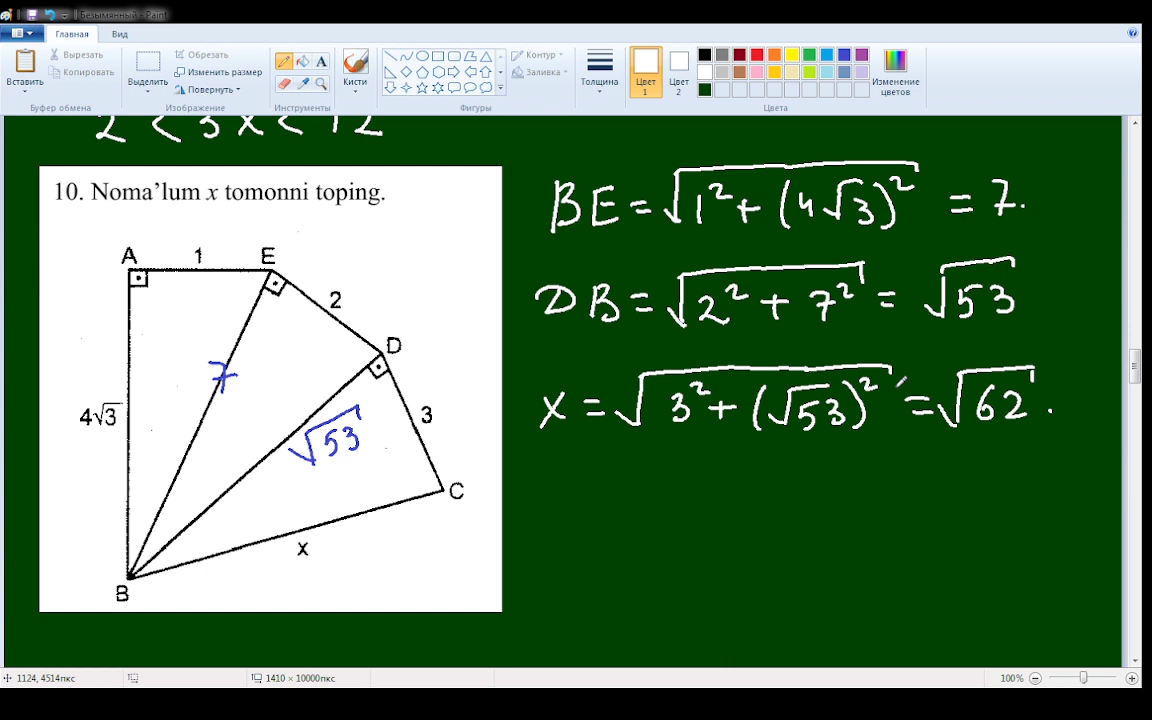 Безымянный - Paint
Главная
Вид
Вставить
Вырезать
Копировать
Буфер обмена
Выделить
Обрезать
Изменить размер
Повернуть
Изображение
A
Инструменты
Кисти
Контур
Заливка
Фигуры
Толщина
Цвет 1
Цвет 2
Изменение цветов
Цвета
2 < 3x < 12
10. Noma’lum x tomonni toping.
A 1 E
2
D
7
4√3
√53
3
C
x
B
BE = √1² + (4√3)² = 7.
DB = √2² + 7² = √53
x = √3² + (√53)² = √62.
1124, 4514пкс
1410 × 10000пкс
100%